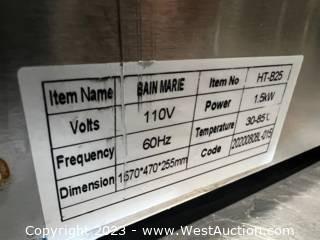 Item Name BAIN MARIE Item No HT-B25
Volts 110V Power 1.5kW
Frequency 60Hz Temperature 30-85℃
Dimension 1570*470*255mm Code
Copyright - 2023 - www.WestAuction.com